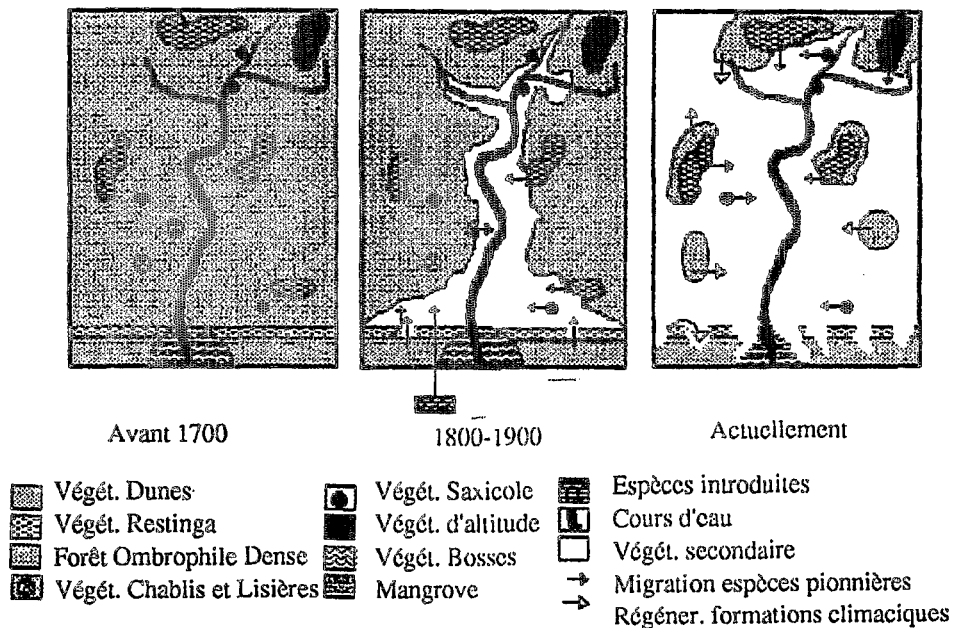 Avant 1700
1800-1900
Actuellement
Végét. Dunes
Végét. Restinga
Forêt Ombrophile Dense
Végét. Chablis et Lisières
Végét. Saxicole
Végét. d'altitude
Végét. Bosses
Mangrove
Espèces introduites
Cours d'eau
Végét. secondaire
Migration espèces pionnières
Régéner. formations climaciques